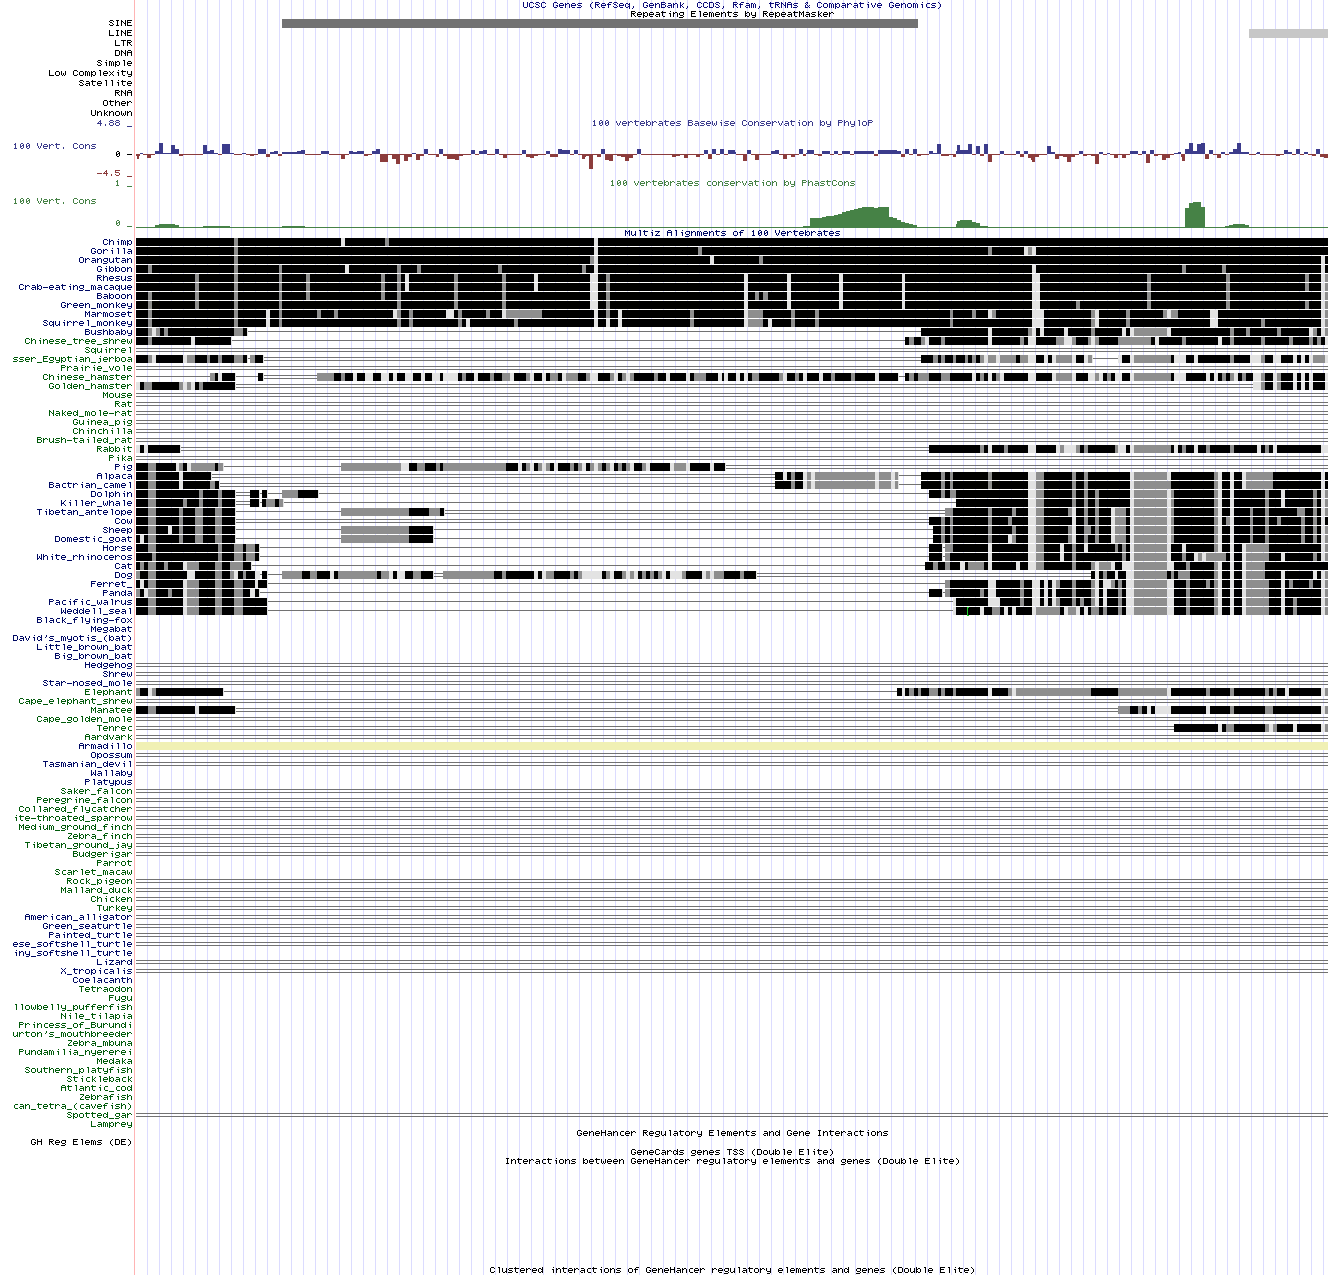 UCSC Genes (RefSeq, GenBank, CCDS, Rfam, tRNAs & Comparative Genomics)
Repeating Elements by RepeatMasker
SINE
LINE
LTR
DNA
Simple
Low Complexity
Satellite
RNA
Other
Unknown
4.88 _
100 vertebrates Basewise Conservation by PhyloP
100 Vert. Cons
0 _
-4.5 _
1 _
100 vertebrates conservation by PhastCons
100 Vert. Cons
0 _
Multiz Alignments of 100 Vertebrates
Chimp
Gorilla
Orangutan
Gibbon
Rhesus
Crab-eating_macaque
Baboon
Green_monkey
Marmoset
Squirrel_monkey
Bushbaby
Chinese_tree_shrew
Squirrel
sser_Egyptian_jerboa
Prairie_vole
Chinese_hamster
Golden_hamster
Mouse
Rat
Naked_mole-rat
Guinea_pig
Chinchilla
Brush-tailed_rat
Rabbit
Pika
Pig
Alpaca
Bactrian_camel
Dolphin
Killer_whale
Tibetan_antelope
Cow
Sheep
Domestic_goat
Horse
White_rhinoceros
Cat
Dog
Ferret_
Panda
Pacific_walrus
Weddell_seal
Black_flying-fox
Megabat
David's_myotis_(bat)
Little_brown_bat
Big_brown_bat
Hedgehog
Shrew
Star-nosed_mole
Elephant
Cape_elephant_shrew
Manatee
Cape_golden_mole
Tenrec
Aardvark
Armadillo
Opossum
Tasmanian_devil
Wallaby
Platypus
Saker_falcon
Peregrine_falcon
Collared_flycatcher
ite-throated_sparrow
Medium_ground_finch
Zebra_finch
Tibetan_ground_jay
Budgerigar
Parrot
Scarlet_macaw
Rock_pigeon
Mallard_duck
Chicken
Turkey
American_alligator
Green_seaturtle
Painted_turtle
ese_softshell_turtle
iny_softshell_turtle
Lizard
X_tropicalis
Coelacanth
Tetraodon
Fugu
llowbelly_pufferfish
Nile_tilapia
Princess_of_Burundi
urton's_mouthbreeder
Zebra_mbuna
Pundamilia_nyererei
Medaka
Southern_platyfish
Stickleback
Atlantic_cod
Zebrafish
can_tetra_(cavefish)
Spotted_gar
Lamprey
GeneHancer Regulatory Elements and Gene Interactions
GH Reg Elems (DE)
GeneCards genes TSS (Double Elite)
Interactions between GeneHancer regulatory elements and genes (Double Elite)
Clustered interactions of GeneHancer regulatory elements and genes (Double Elite)